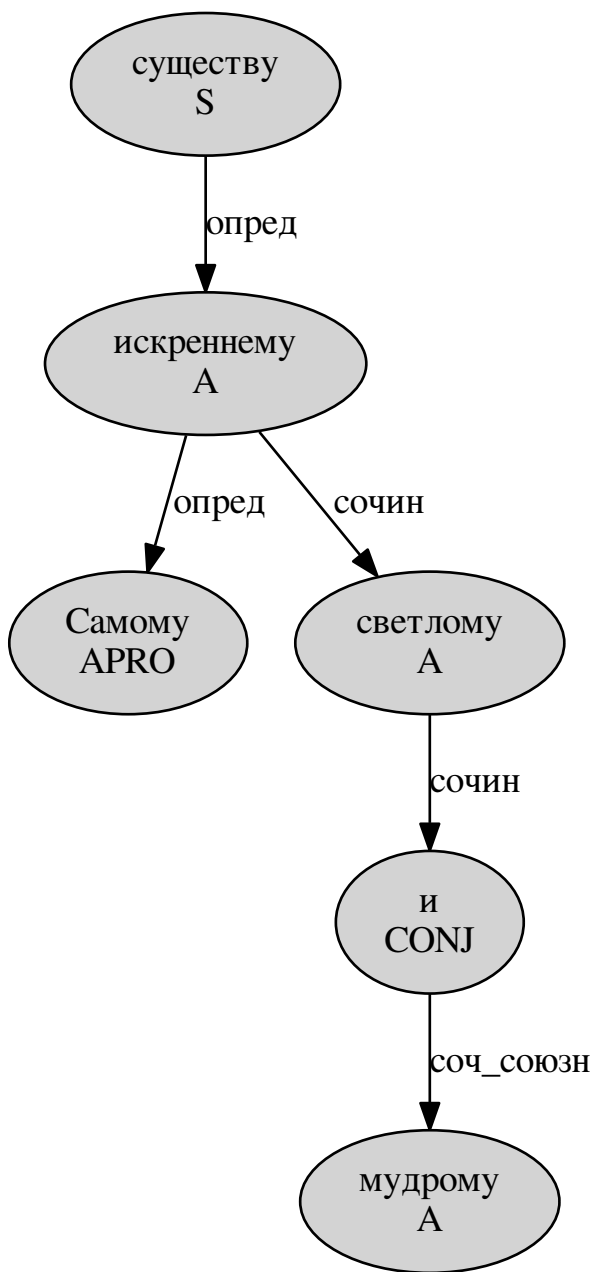 существу
S
опред
искреннему
A
опред
сочин
Самому
APRO
светлому
A
сочин
и
CONJ
соч_союзн
мудрому
A